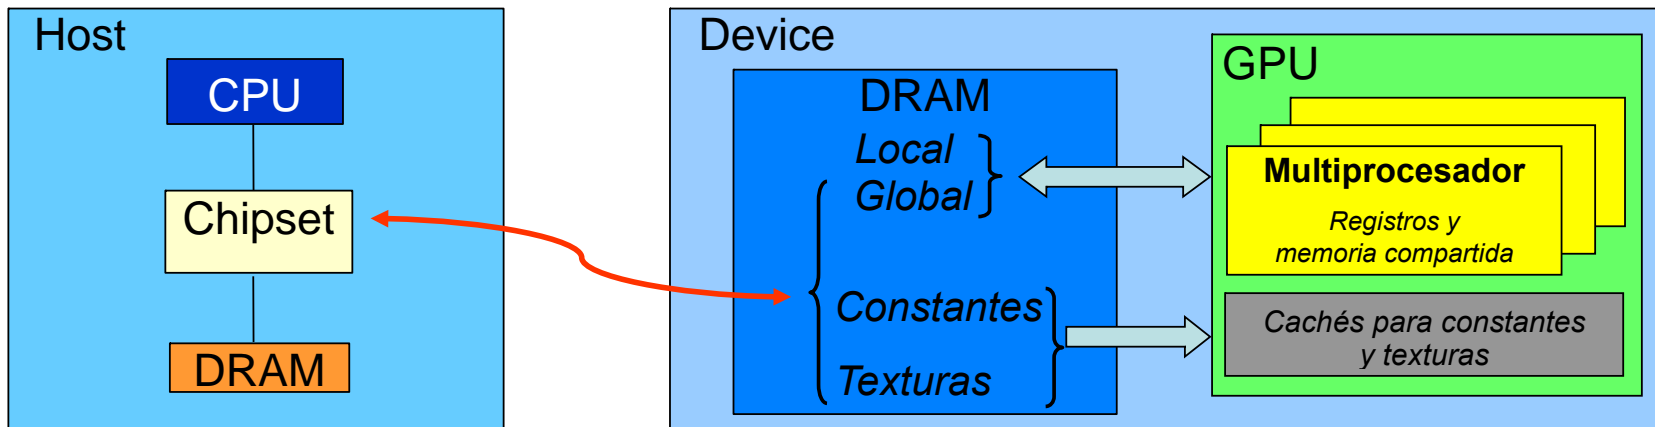 Host
CPU
Chipset
DRAM
Device
DRAM
Local
Global
Constantes
Texturas
GPU
Multiprocesador
Registros y
memoria compartida
Cachés para constantes
y texturas